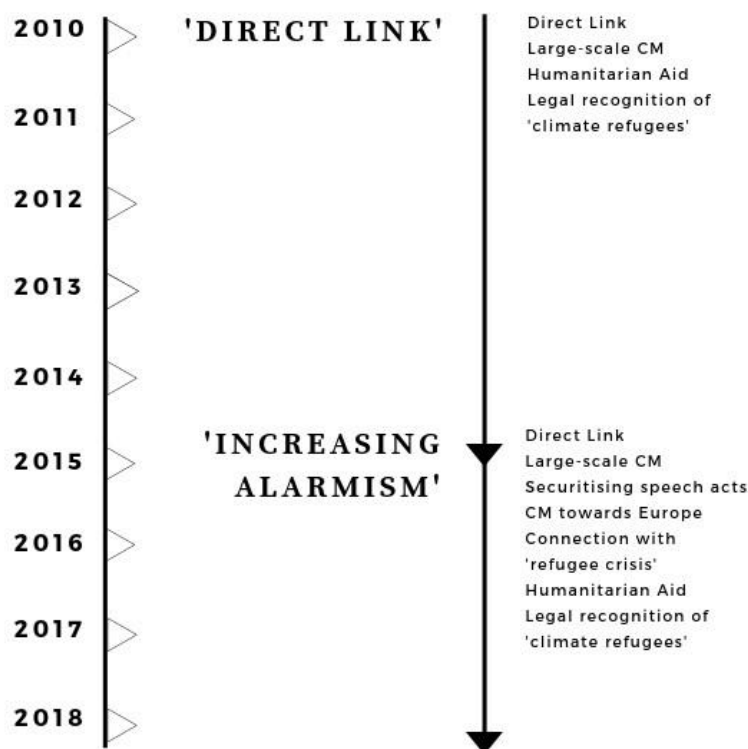 2010
2011
2012
2013
2014
2015
2016
2017
2018
'DIRECT LINK'
'INCREASING
ALARMISM'
Direct Link
Large-scale CM
Humanitarian Aid
Legal recognition of
'climate refugees'
Direct Link
Large-scale CM
Securitising speech acts
CM towards Europe
Connection with
'refugee crisis'
Humanitarian Aid
Legal recognition of
'climate refugees'